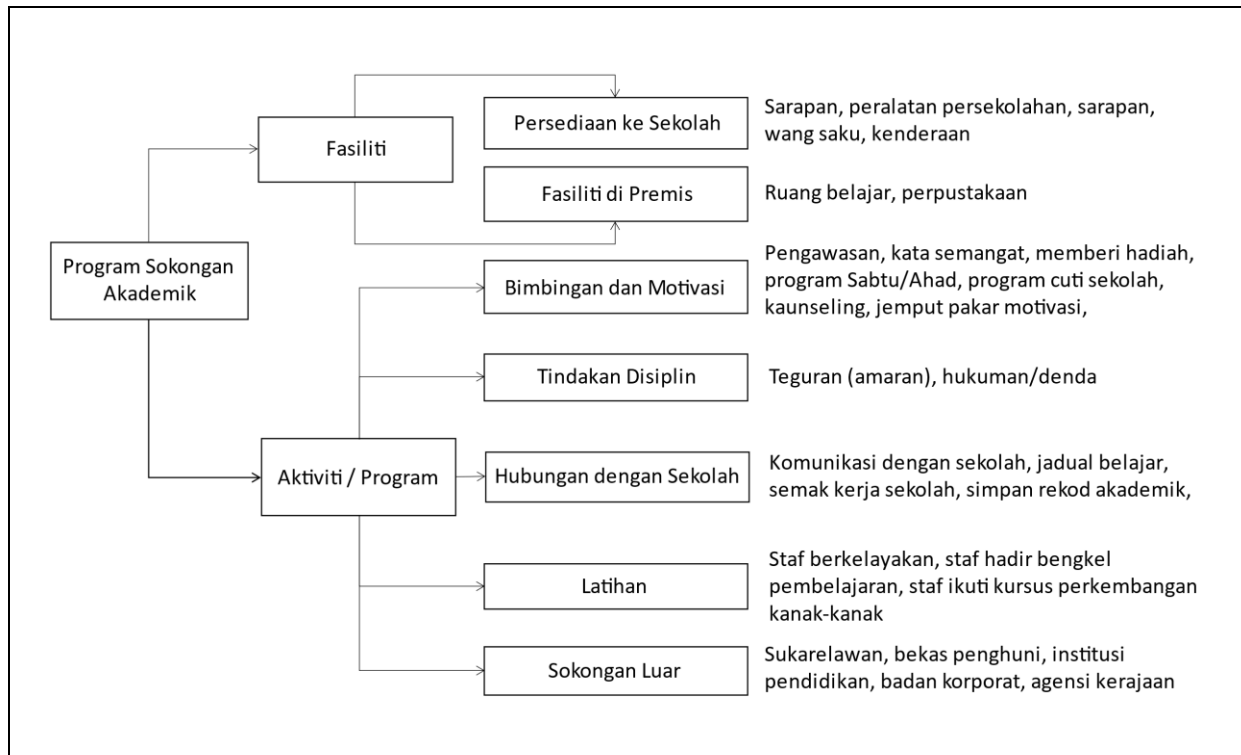 Persediaan ke Sekolah
Sarapan, peralatan persekolahan, sarapan,
wang saku, kenderaan
Fasiliti
Fasiliti di Premis
Ruang belajar, perpustakaan
Program Sokongan
Akademik
Bimbingan dan Motivasi
Pengawasan, kata semangat, memberi hadiah,
program Sabtu/Ahad, program cuti sekolah,
kaunseling, jemput pakar motivasi,
Tindakan Disiplin
Teguran (amaran), hukuman/denda
Aktiviti / Program
Hubungan dengan Sekolah
Komunikasi dengan sekolah, jadual belajar,
semak kerja sekolah, simpan rekod akademik,
Latihan
Staf berkelayakan, staf hadir bengkel
pembelajaran, staf ikuti kursus perkembangan
kanak-kanak
Sokongan Luar
Sukarelawan, bekas penghuni, institusi
pendidikan, badan korporat, agensi kerajaan